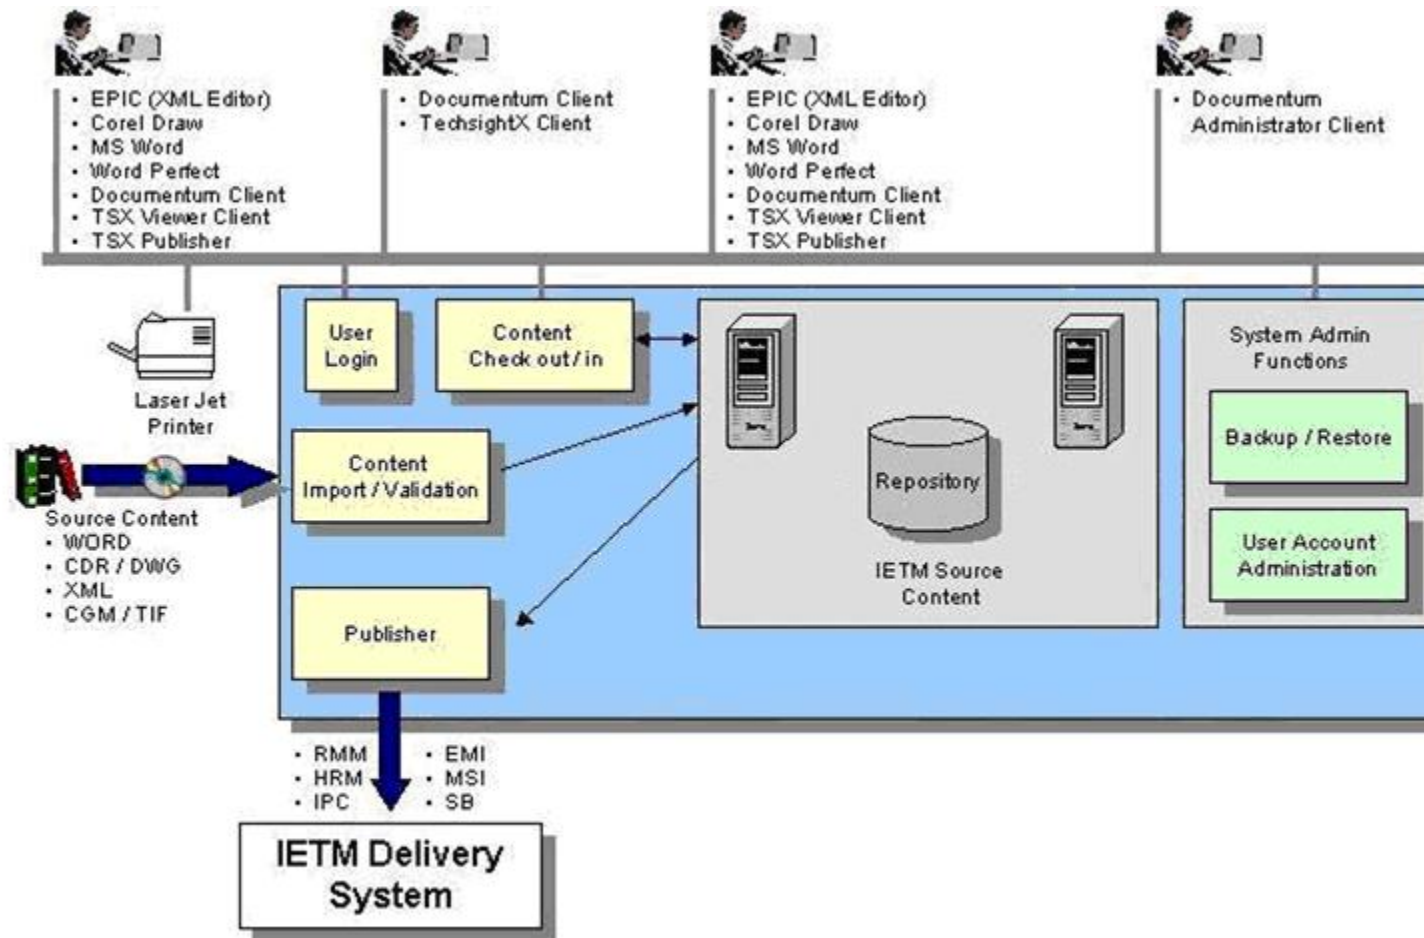 • EPIC (XML Editor)
• Corel Draw
• MS Word
• Word Perfect
• Documentum Client
• TSX Viewer Client
• TSX Publisher
• Documentum Client
• TechsightX Client
• EPIC (XML Editor)
• Corel Draw
• MS Word
• Word Perfect
• Documentum Client
• TSX Viewer Client
• TSX Publisher
• Documentum
Administrator Client
Laser Jet
Printer
User
Login
Content
Check out / in
System Admin
Functions
Backup / Restore
User Account
Administration
Repository
IETM Source
Content
Content
Import / Validation
Source Content
• WORD
• CDR / DWG
• XML
• CGM / TIF
Publisher
• RMM
• HRM
• IPC
• EMI
• MSI
• SB
IETM Delivery
System